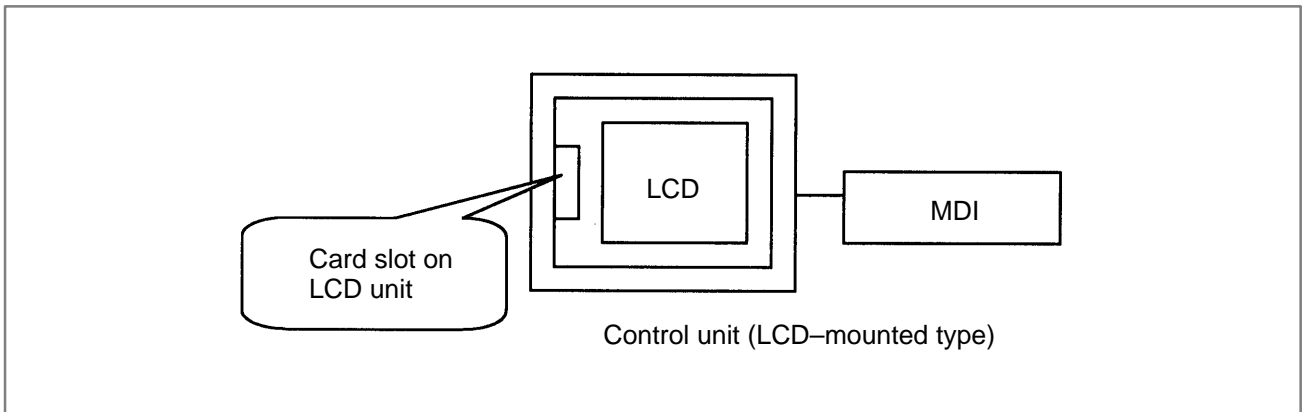 LCD
MDI
Card slot on
LCD unit
Control unit (LCD–mounted type)